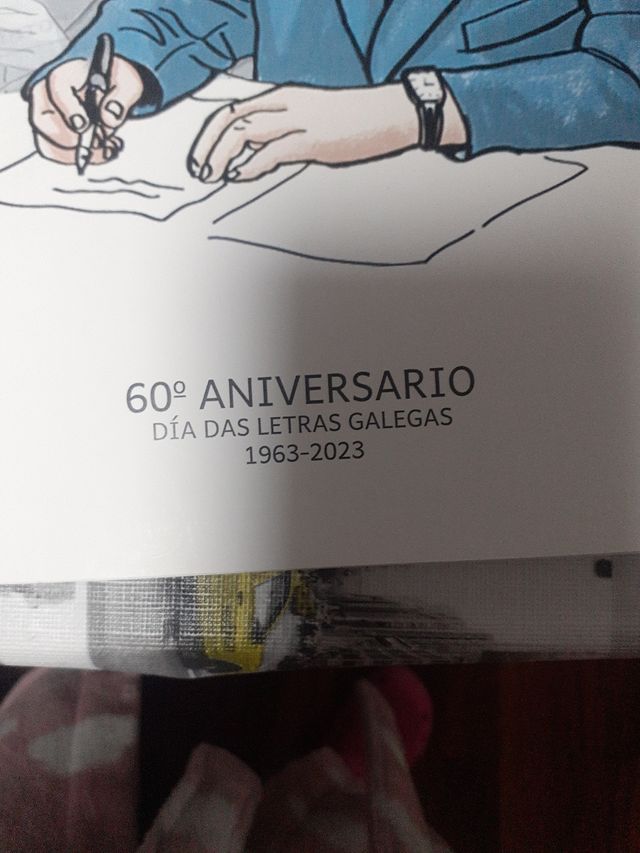 60º ANIVERSARIO
DÍA DAS LETRAS GALEGAS
1963-2023